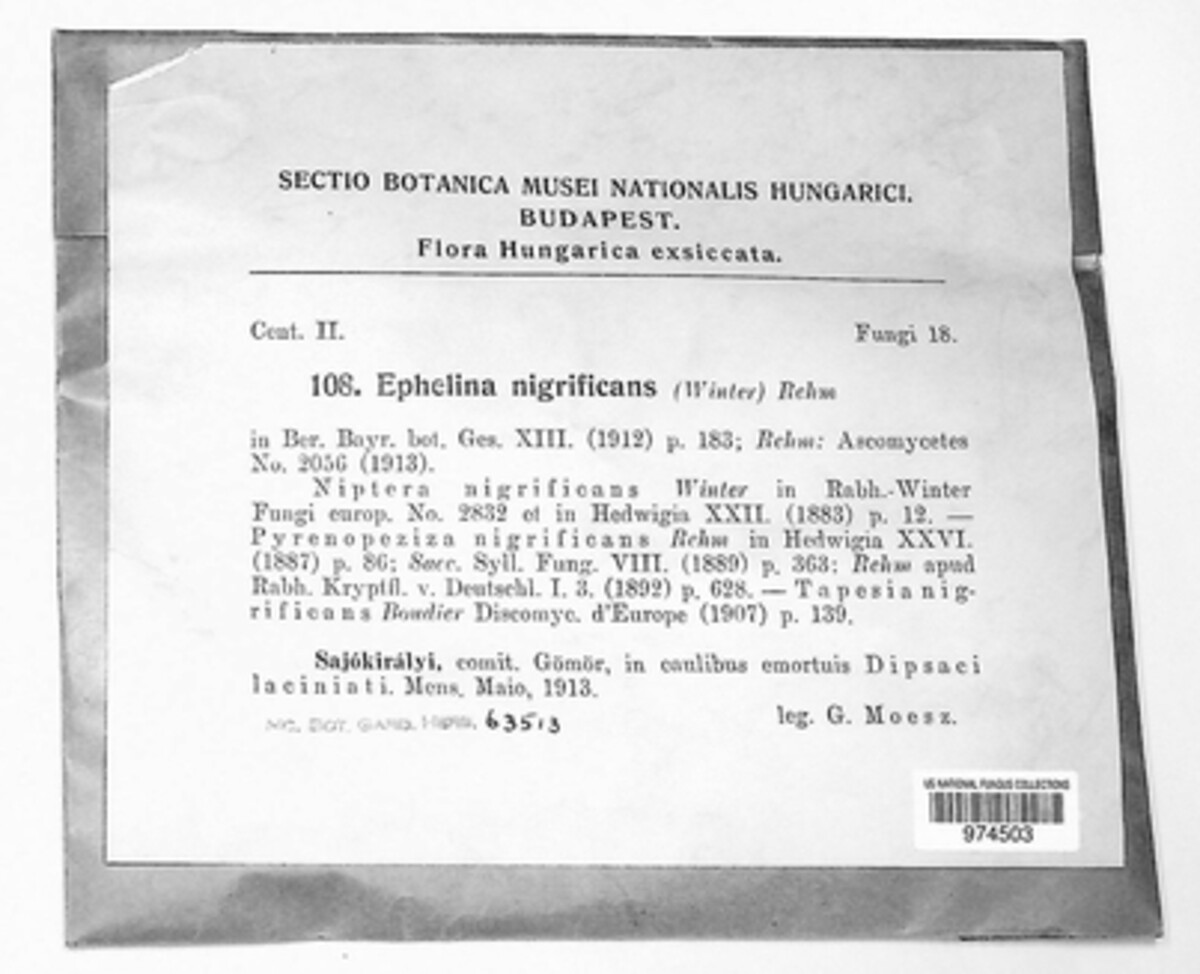 SECTIO BOTANICA MUSEI NATIONALIS HUNGARICI.
BUDAPEST.
Flora Hungarica exsiccata.
Cent. II. Fungi 18.
108. Ephelina nigrificans (Winter) Rehm
in Ber. Bayr. bot. Ges. XIII. (1912) p. 183; Rehm: Ascomycetes
No. 2056 (1913).
Niptera nigrificans Winter in Rabh.-Winter
Fungi europ. No. 2832 et in Hedwigia XXII. (1883) p. 12. —
Pyrenopeziza nigrificans Rehm in Hedwigia XXVI.
(1887) p. 86; Sacc. Syll. Fung. VIII. (1889) p. 363; Rehm apud
Rabh. Kryptfl. v. Deutschl. I. 3. (1892) p. 628. — Tapesia nig-
rificans Boudier Discomyc. d'Europe (1907) p. 139.
Sajókirályi, comit. Gömör, in caulibus emortuis Dipsaci
laciniati. Mens. Maio, 1913.
BOT. GARD. HERB. 63513
leg. G. Moesz.
US NATIONAL FUNGUS COLLECTIONS
974503